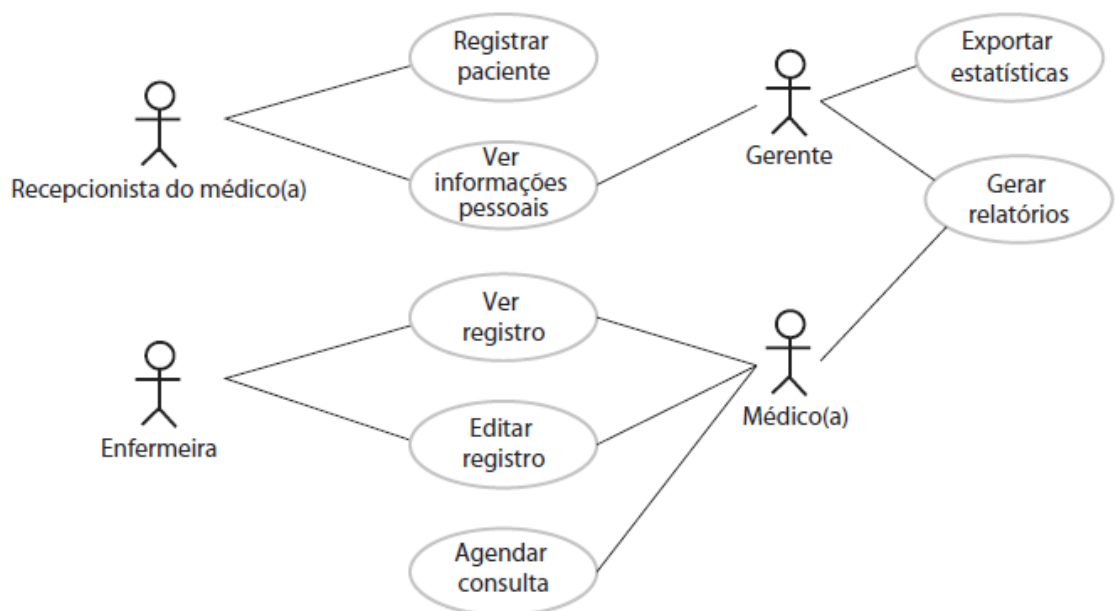 Registrar
paciente
Exportar
estatísticas
Recepcionista do médico(a)
Ver
informações
pessoais
Gerente
Gerar
relatórios
Ver
registro
Enfermeira
Editar
registro
Médico(a)
Agendar
consulta